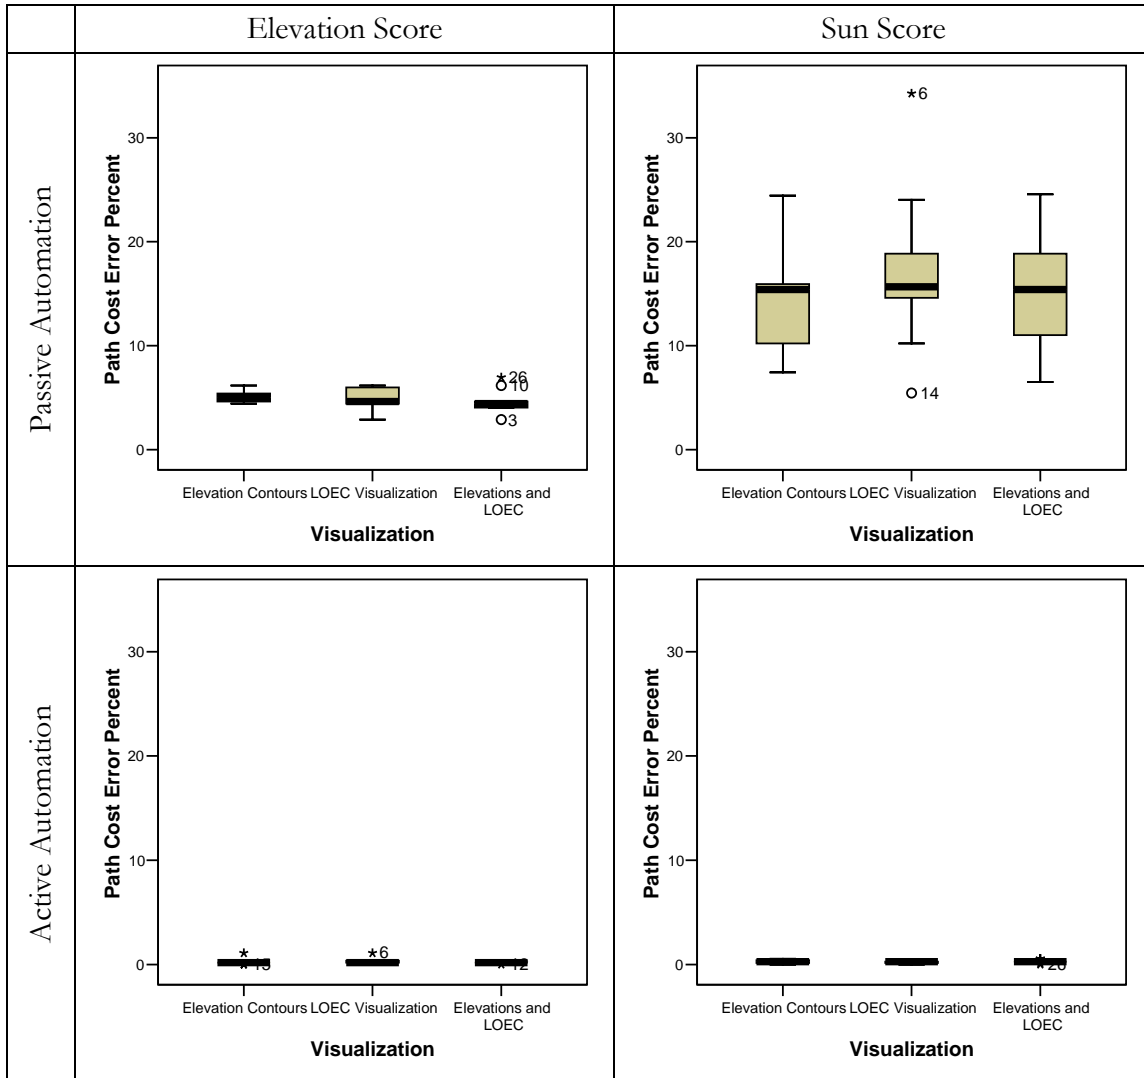 Elevation Score
Sun Score
Passive Automation
Path Cost Error Percent
30
20
10
0
*26
10
3
Elevation Contours LOEC Visualization Elevations and
LOEC
Visualization
Path Cost Error Percent
30
20
10
0
*6
14
Elevation Contours LOEC Visualization Elevations and
LOEC
Visualization
Active Automation
Path Cost Error Percent
30
20
10
0
*
*6
Elevation Contours LOEC Visualization Elevations and
LOEC
Visualization
Path Cost Error Percent
30
20
10
0
Elevation Contours LOEC Visualization Elevations and
LOEC
Visualization